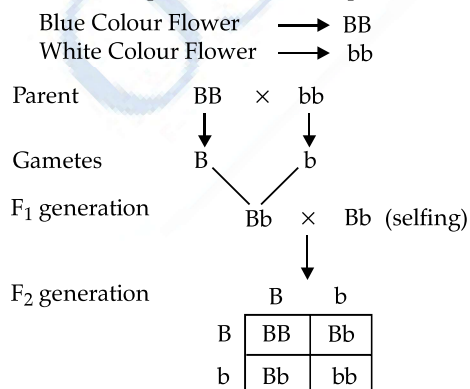 Blue Colour Flower → BB
White Colour Flower → bb
Parent BB × bb
Gametes B b
F₁ generation Bb × Bb (selfing)
F₂ generation
B b
B BB Bb
b Bb bb